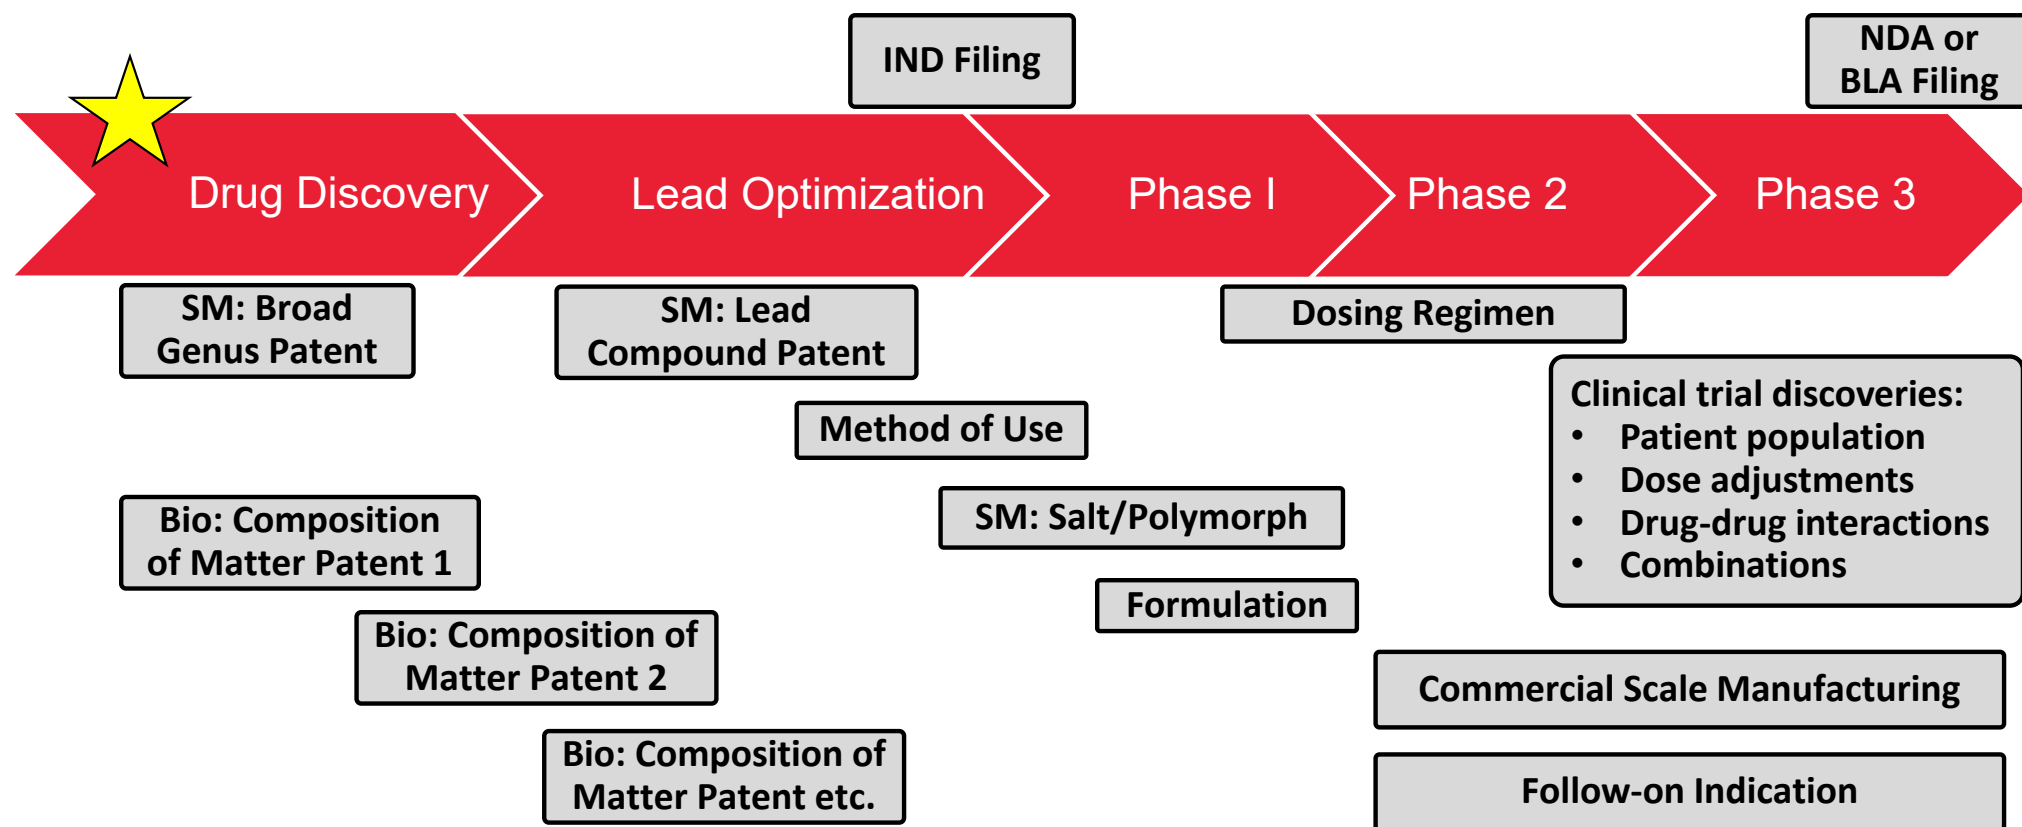 IND Filing
NDA or
BLA Filing
Drug Discovery
Lead Optimization
Phase I
Phase 2
Phase 3
SM: Broad
Genus Patent
SM: Lead
Compound Patent
Dosing Regimen
Method of Use
Clinical trial discoveries:
• Patient population
• Dose adjustments
• Drug-drug interactions
• Combinations
Bio: Composition
of Matter Patent 1
SM: Salt/Polymorph
Formulation
Bio: Composition of
Matter Patent 2
Commercial Scale Manufacturing
Bio: Composition of
Matter Patent etc.
Follow-on Indication